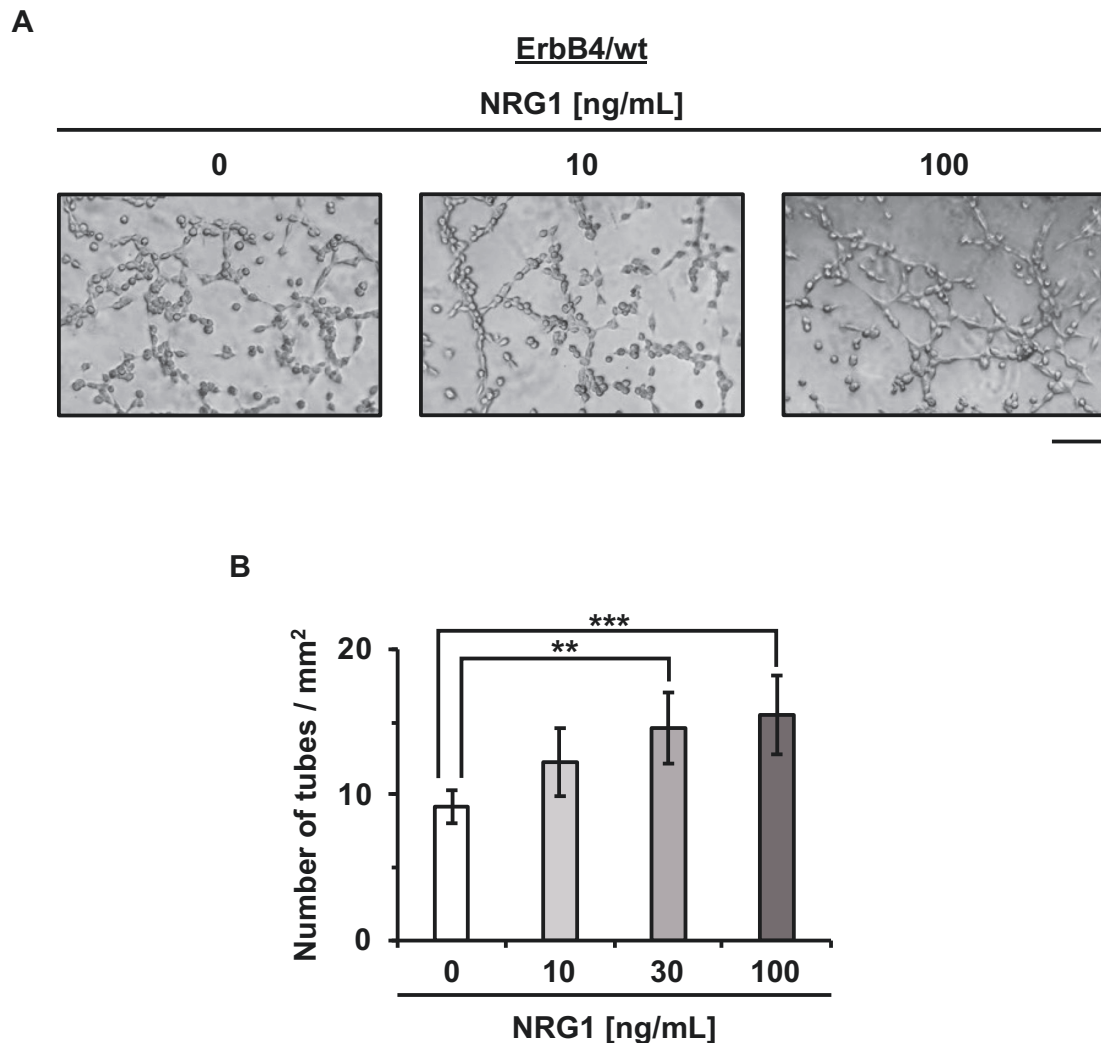 A
ErbB4/wt
NRG1 [ng/mL]
0 10 100
B
***
**
Number of tubes / mm²
20
10
0
0 10 30 100
NRG1 [ng/mL]